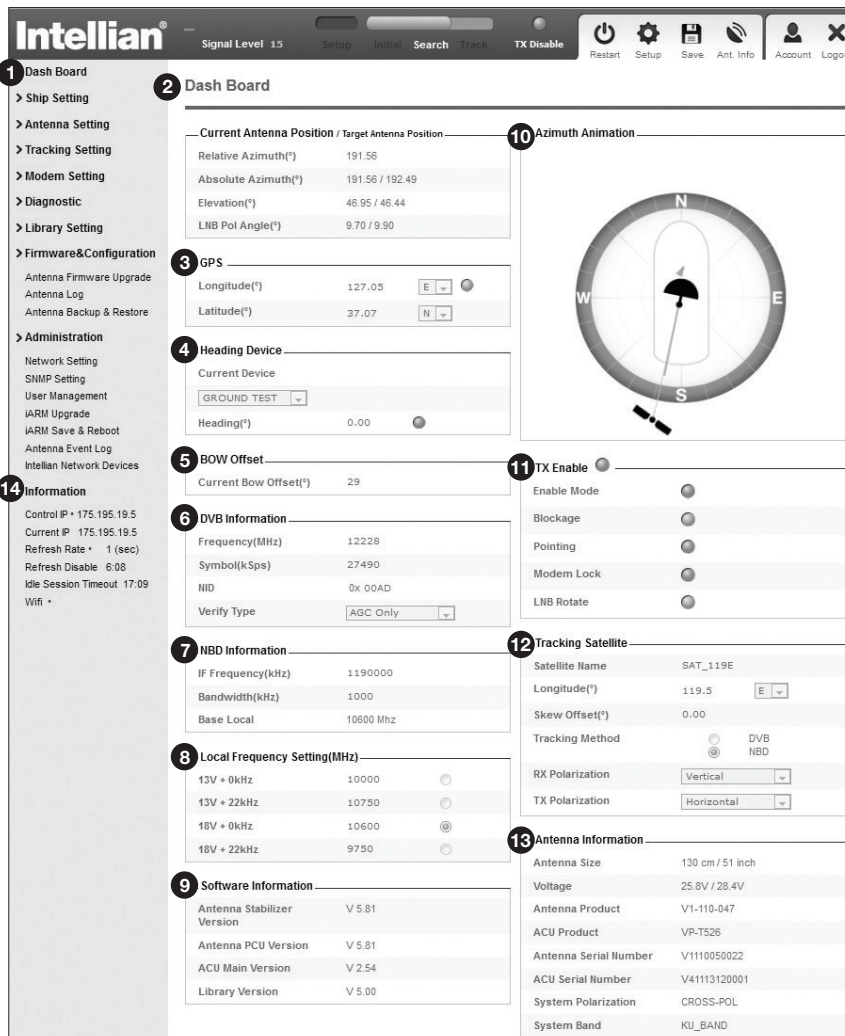 Intellian®
Signal Level 15
Setup Initial Search Track
TX Disable
Restart Setup Save Ant. Info Account
1 Dash Board
> Ship Setting
> Antenna Setting
> Tracking Setting
> Modem Setting
> Diagnostic
> Library Setting
> Firmware&Configuration
Antenna Firmware Upgrade
Antenna Log
Antenna Backup & Restore
> Administration
Network Setting
SNMP Setting
User Management
iARM Upgrade
iARM Save & Reboot
Antenna Event Log
Intellian Network Devices
14 Information
Control IP • 175.195.19.5
Current IP 175.195.19.5
Refresh Rate • 1 (sec)
Refresh Disable 6:08
Idle Session Timeout 17:09
Wifi •
2 Dash Board
Current Antenna Position / Target Antenna Position
Relative Azimuth(°) 191.56
Absolute Azimuth(°) 191.56 / 192.49
Elevation(°) 46.95 / 46.44
LNB Pol Angle(°) 9.70 / 9.90
3 GPS
Longitude(°) 127.05 E
Latitude(°) 37.07 N
4 Heading Device
Current Device
GROUND TEST
Heading(°) 0.00
5 BOW Offset
Current Bow Offset(°) 29
6 DVB Information
Frequency(MHz) 12228
Symbol(kSps) 27490
NID 0x 00AD
Verify Type AGC Only
7 NBD Information
IF Frequency(kHz) 1190000
Bandwidth(kHz) 1000
Base Local 10600 Mhz
8 Local Frequency Setting(MHz)
13V + 0kHz 10000
13V + 22kHz 10750
18V + 0kHz 10600
18V + 22kHz 9750
9 Software Information
Antenna Stabilizer Version V 5.81
Antenna PCU Version V 5.81
ACU Main Version V 2.54
Library Version V 5.00
10 Azimuth Animation
N
W E
S
11 TX Enable
Enable Mode
Blockage
Pointing
Modem Lock
LNB Rotate
12 Tracking Satellite
Satellite Name SAT_119E
Longitude(°) 119.5 E
Skew Offset(°) 0.00
Tracking Method DVB
NBD
RX Polarization Vertical
TX Polarization Horizontal
13 Antenna Information
Antenna Size 130 cm / 51 inch
Voltage 25.8V / 28.4V
Antenna Product V1-110-047
ACU Product VP-T526
Antenna Serial Number V1110050022
ACU Serial Number V41113120001
System Polarization CROSS-POL
System Band KU_BAND